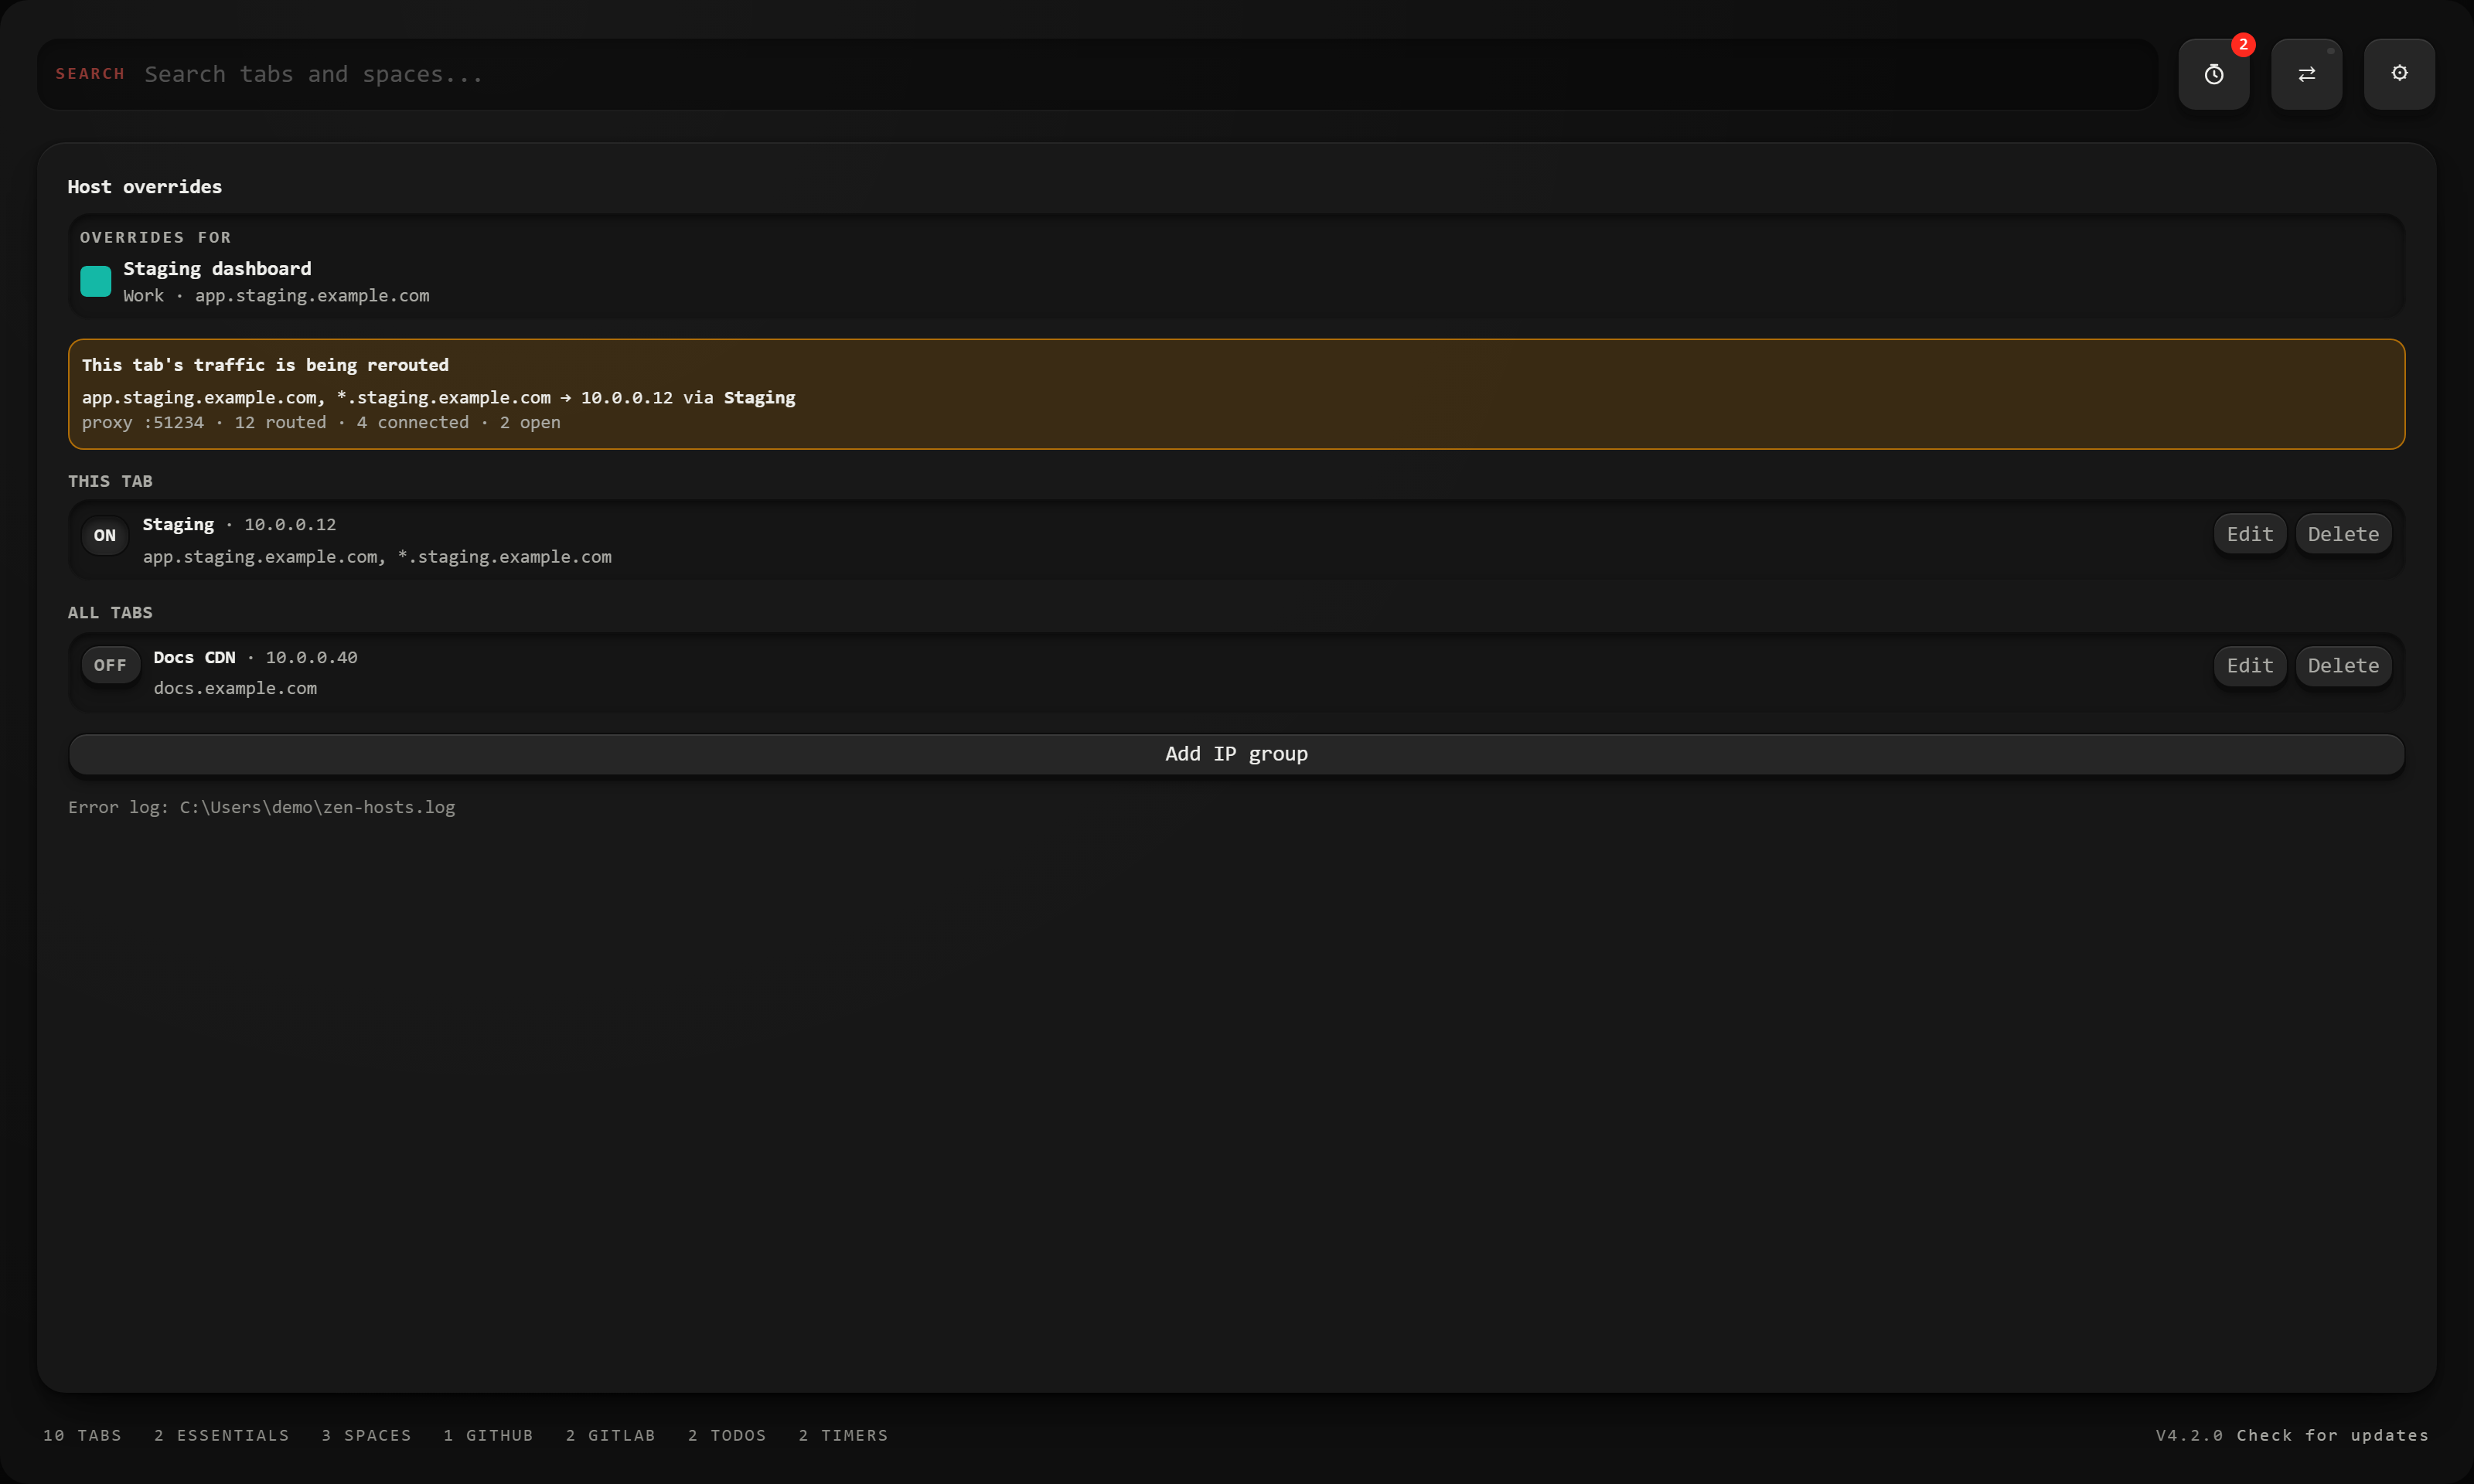 SEARCH Search tabs and spaces...
2
Host overrides
OVERRIDES FOR
Staging dashboard
Work · app.staging.example.com
This tab's traffic is being rerouted
app.staging.example.com, *.staging.example.com → 10.0.0.12 via Staging
proxy :51234 · 12 routed · 4 connected · 2 open
THIS TAB
ON Staging · 10.0.0.12
app.staging.example.com, *.staging.example.com
Edit Delete
ALL TABS
OFF Docs CDN · 10.0.0.40
docs.example.com
Edit Delete
Add IP group
Error log: C:\Users\demo\zen-hosts.log
10 TABS 2 ESSENTIALS 3 SPACES 1 GITHUB 2 GITLAB 2 TODOS 2 TIMERS
V4.2.0 Check for updates